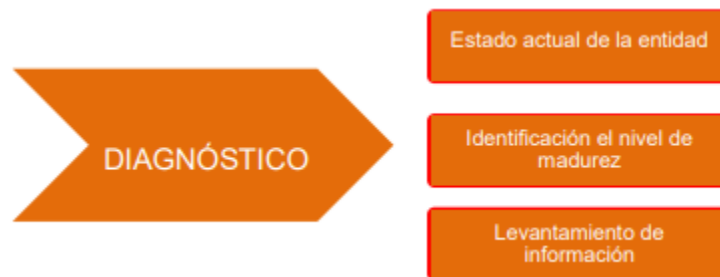 DIAGNÓSTICO
Estado actual de la entidad
Identificación el nivel de
madurez
Levantamiento de
información